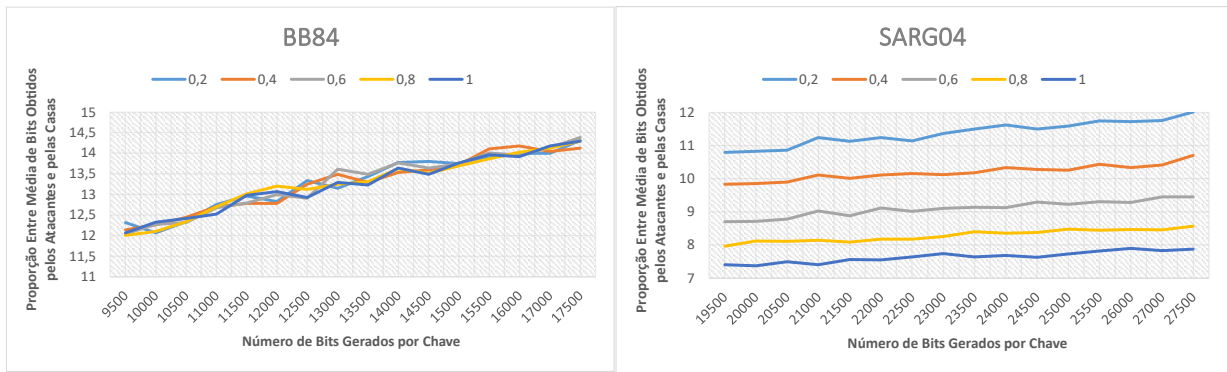 BB84
0,2 0,4 0,6 0,8 1
Proporção Entre Média de Bits Obtidos
pelos Atacantes e pelas Casas
15
14,5
14
13,5
13
12,5
12
11,5
11
9500 10000 10500 11000 11500 12000 12500 13000 13500 14000 14500 15000 15500 16000 17000 17500
Número de Bits Gerados por Chave
SARG04
0,2 0,4 0,6 0,8 1
Proporção Entre Média de Bits Obtidos
pelos Atacantes e pelas Casas
12
11
10
9
8
7
19500 20000 20500 21000 21500 22000 22500 23000 23500 24000 24500 25000 25500 26000 27000 27500
Número de Bits Gerados por Chave